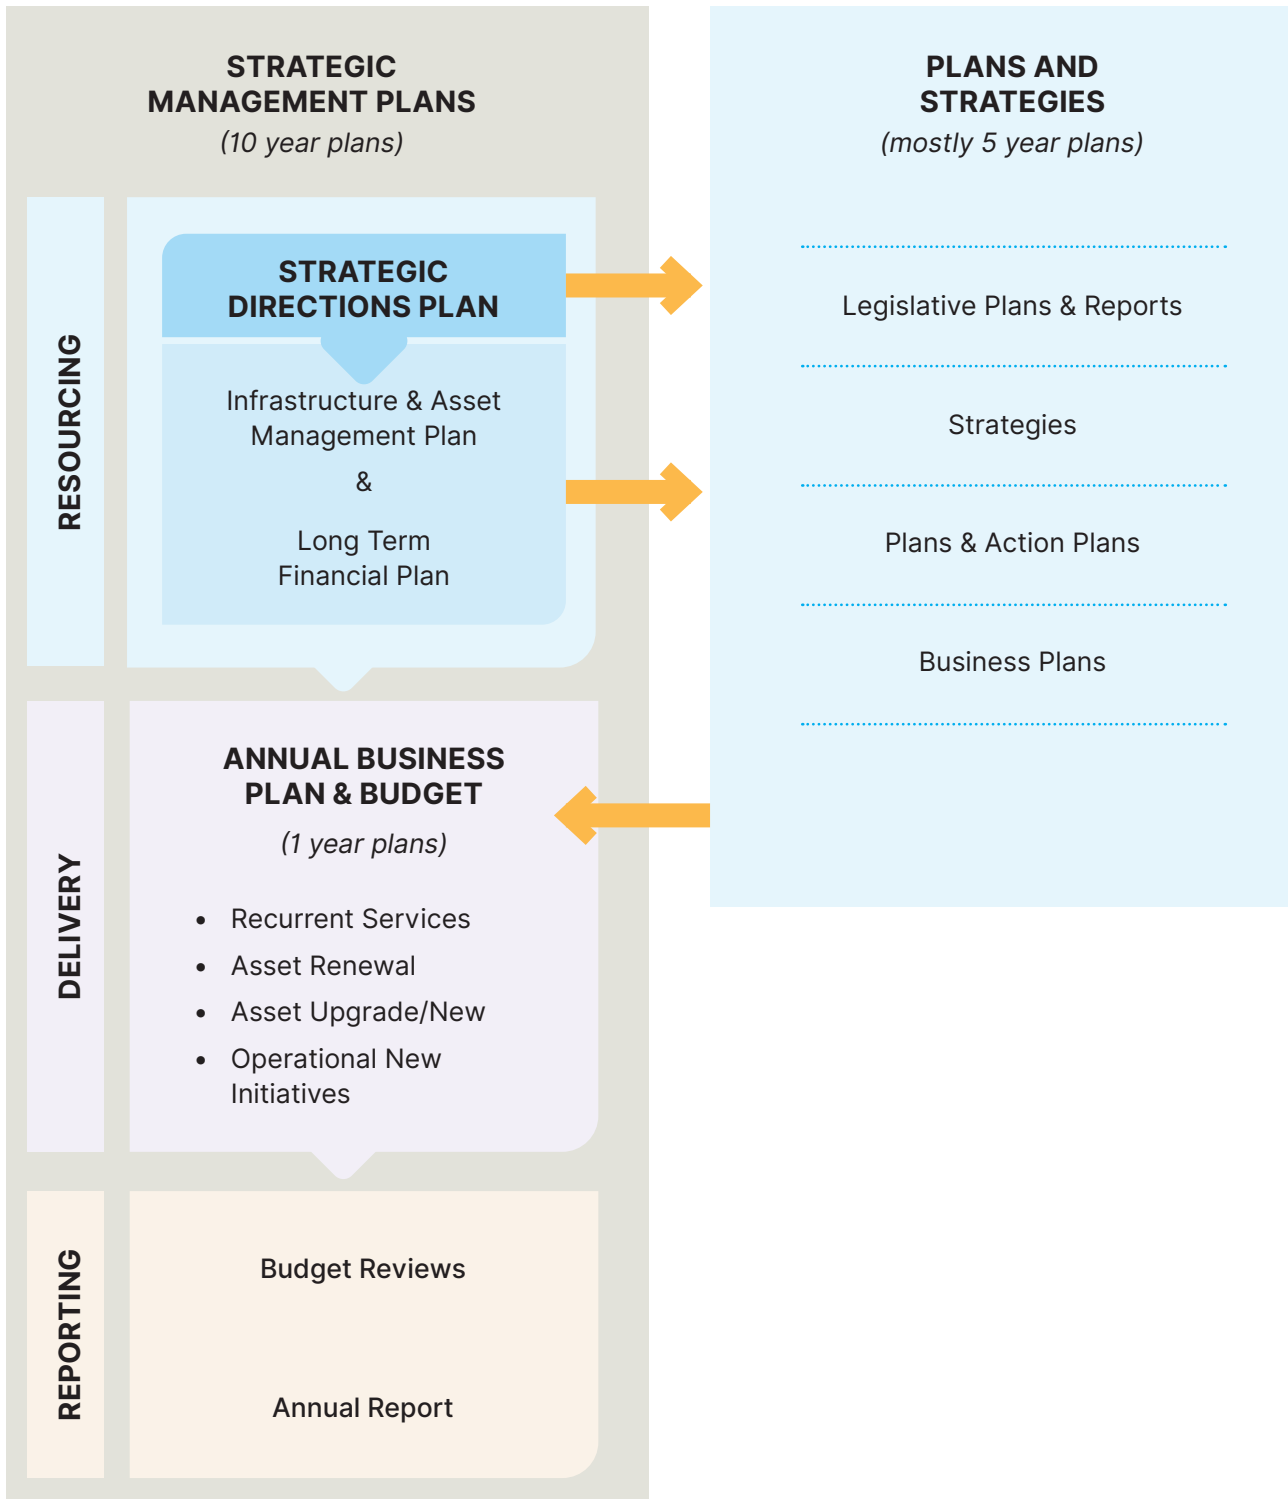 STRATEGIC
MANAGEMENT PLANS
(10 year plans)
RESOURCING
STRATEGIC
DIRECTIONS PLAN
Infrastructure & Asset
Management Plan
&
Long Term
Financial Plan
DELIVERY
ANNUAL BUSINESS
PLAN & BUDGET
(1 year plans)
• Recurrent Services
• Asset Renewal
• Asset Upgrade/New
• Operational New
Initiatives
REPORTING
Budget Reviews
Annual Report
PLANS AND
STRATEGIES
(mostly 5 year plans)
Legislative Plans & Reports
Strategies
Plans & Action Plans
Business Plans